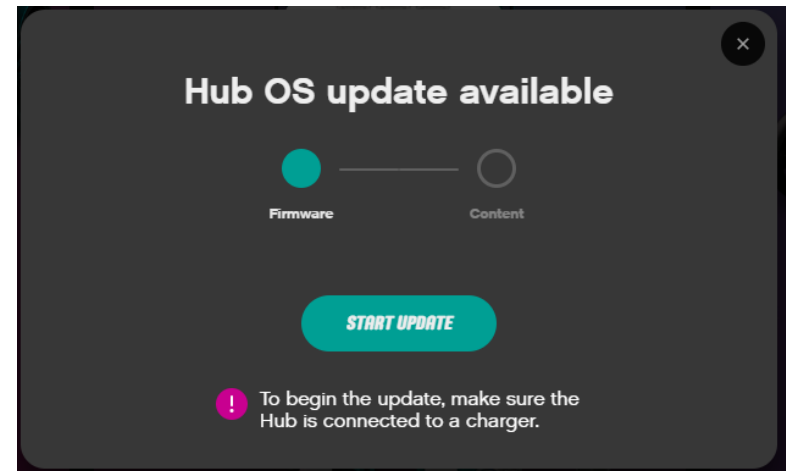 Hub OS update available
Firmware
Content
START UPDATE
! To begin the update, make sure the
Hub is connected to a charger.